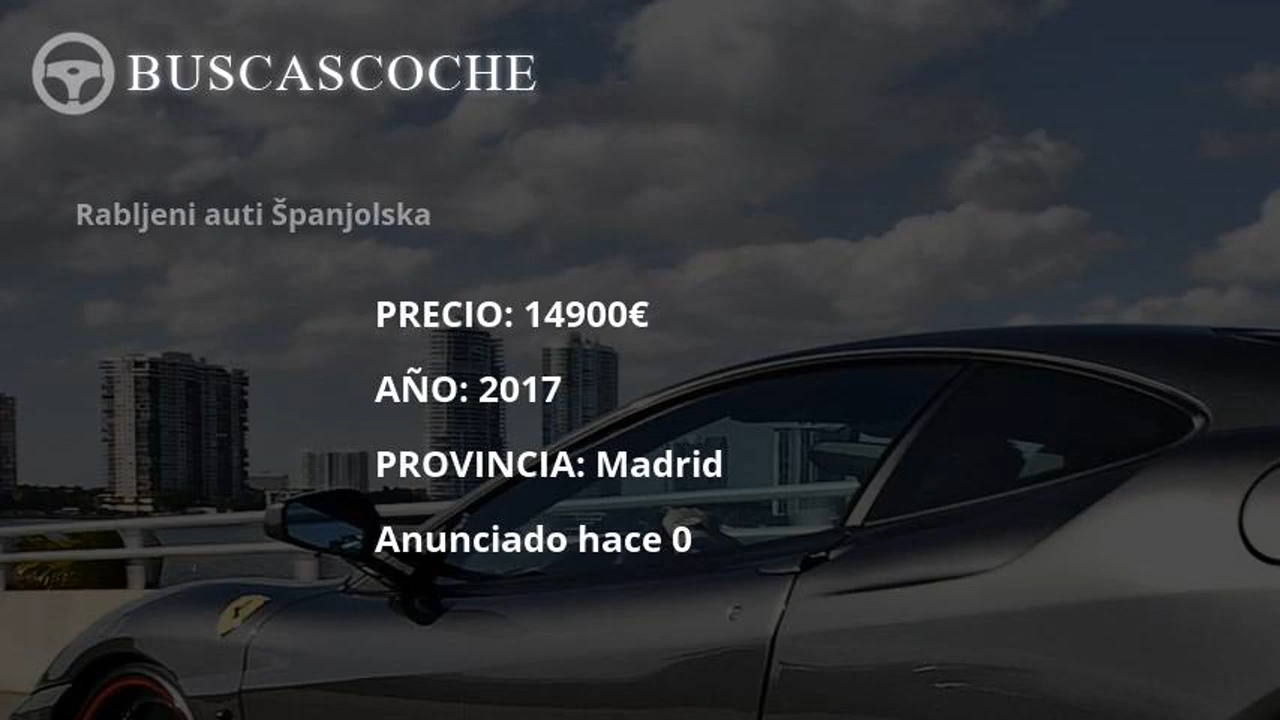 BUSCASCOCHE
Rabljeni auti Španjolska
PRECIO: 14900€
AÑO: 2017
PROVINCIA: Madrid
Anunciado hace 0